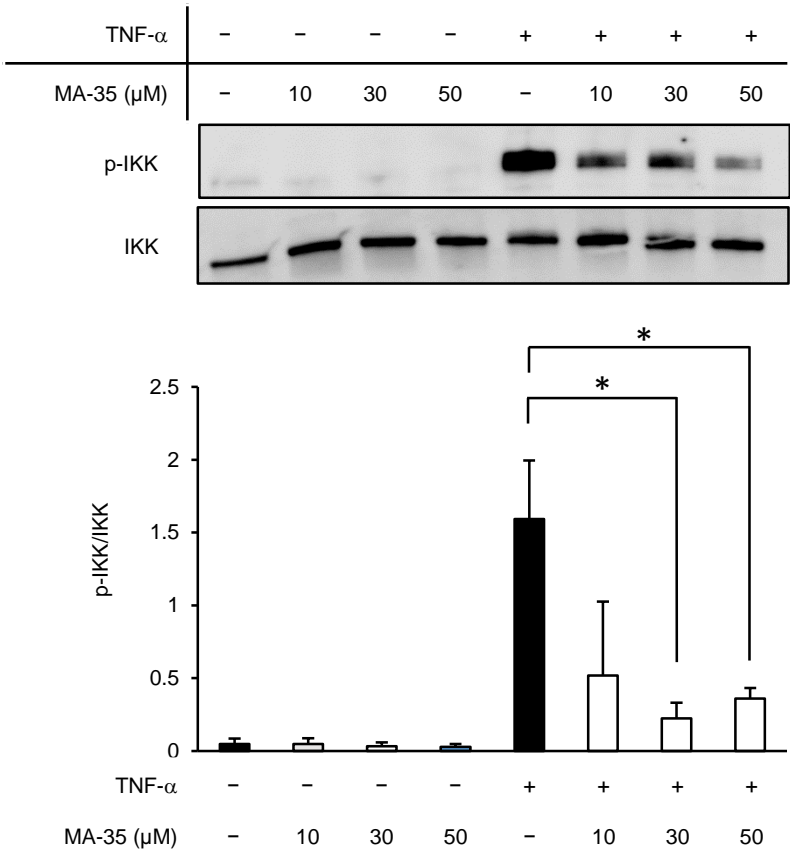 TNF-α − − − − + + + +
MA-35 (μM) − 10 30 50 − 10 30 50
p-IKK
IKK
*
*
2.5
2
1.5
1
0.5
0
p-IKK/IKK
TNF-α − − − − + + + +
MA-35 (μM) − 10 30 50 − 10 30 50